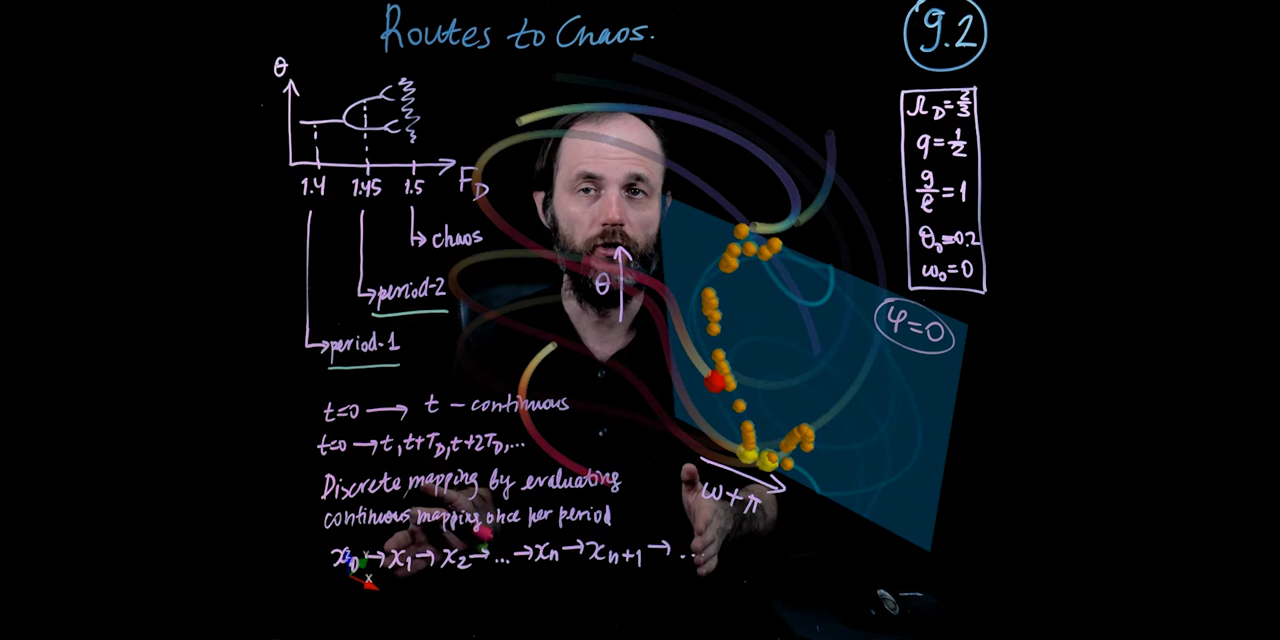 Routes to Chaos.
9.2
θ
1.4 1.45 1.5 F_D
chaos
period-2
period-1
t=0 → t - continuous
t=0 → t, t+T_D, t+2T_D, ...
Discrete mapping by evaluating
continuous mapping once per period
x_0 → x_1 → x_2 → ... → x_n → x_{n+1} → ...
Y
X
θ
ω+π
φ=0
Ω_D=2/3
q=1/2
g/ℓ=1
θ_0=0.2
ω_0=0